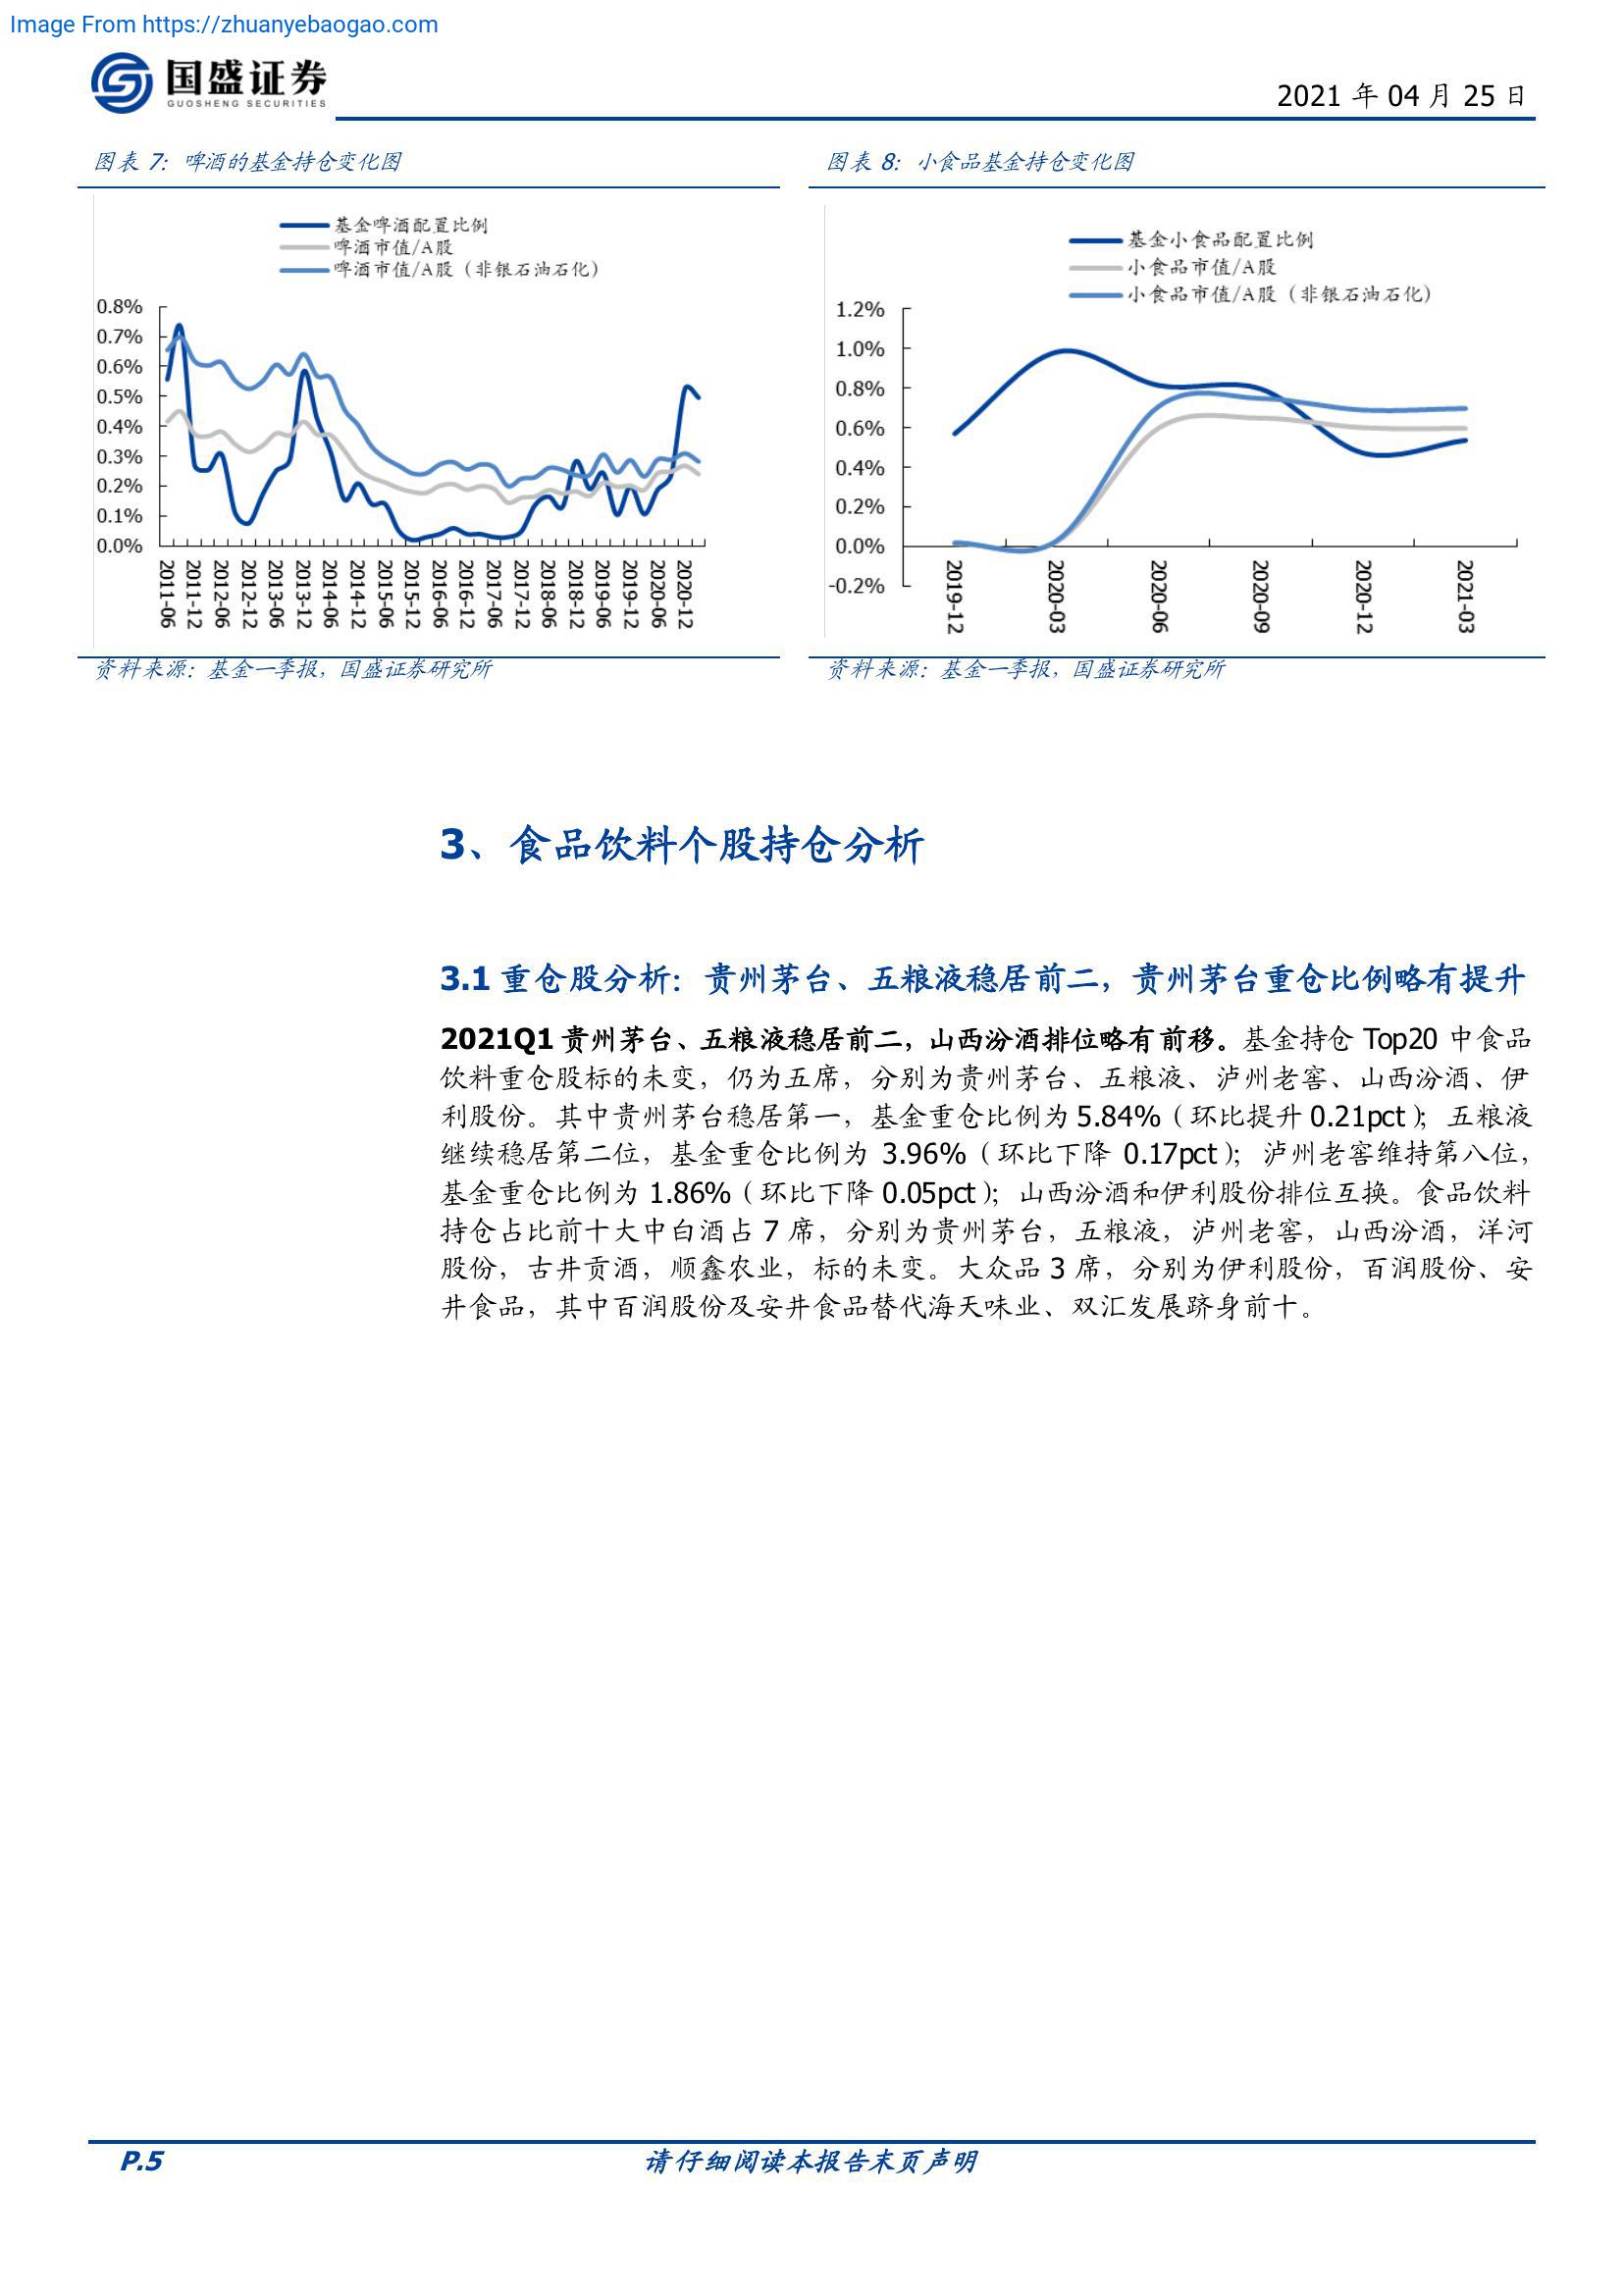 Image From https://zhuanyebaogao.com
国盛证券
GUOSHENG SECURITIES
2021 年 04 月 25 日
图表 7：啤酒的基金持仓变化图
基金啤酒配置比例
啤酒市值/A股
啤酒市值/A股（非银石油石化）
0.8%
0.7%
0.6%
0.5%
0.4%
0.3%
0.2%
0.1%
0.0%
2011-06
2011-12
2012-06
2012-12
2013-06
2013-12
2014-06
2014-12
2015-06
2015-12
2016-06
2016-12
2017-06
2017-12
2018-06
2018-12
2019-06
2019-12
2020-06
2020-12
资料来源：基金一季报，国盛证券研究所
图表 8：小食品基金持仓变化图
基金小食品配置比例
小食品市值/A股
小食品市值/A股（非银石油石化）
1.2%
1.0%
0.8%
0.6%
0.4%
0.2%
0.0%
-0.2%
2019-12
2020-03
2020-06
2020-09
2020-12
2021-03
资料来源：基金一季报，国盛证券研究所
3、食品饮料个股持仓分析
3.1 重仓股分析：贵州茅台、五粮液稳居前二，贵州茅台重仓比例略有提升
2021Q1 贵州茅台、五粮液稳居前二，山西汾酒排位略有前移。基金持仓 Top20 中食品
饮料重仓股标的未变，仍为五席，分别为贵州茅台、五粮液、泸州老窖、山西汾酒、伊
利股份。其中贵州茅台稳居第一，基金重仓比例为 5.84%（环比提升 0.21pct）；五粮液
继续稳居第二位，基金重仓比例为 3.96%（环比下降 0.17pct）；泸州老窖维持第八位，
基金重仓比例为 1.86%（环比下降 0.05pct）；山西汾酒和伊利股份排位互换。食品饮料
持仓占比前十大中白酒占 7 席，分别为贵州茅台，五粮液，泸州老窖，山西汾酒，洋河
股份，古井贡酒，顺鑫农业，标的未变。大众品 3 席，分别为伊利股份，百润股份、安
井食品，其中百润股份及安井食品替代海天味业、双汇发展跻身前十。
P.5
请仔细阅读本报告末页声明